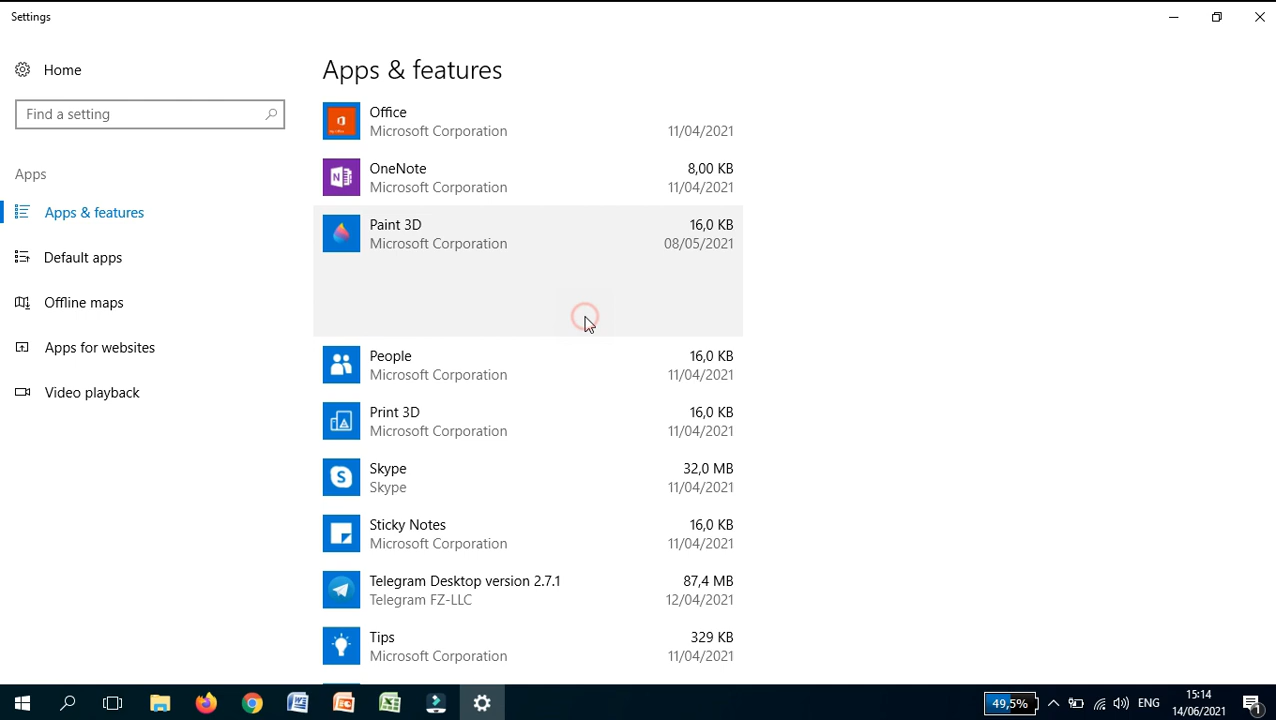 Settings
Home
Find a setting
Apps
Apps & features
Default apps
Offline maps
Apps for websites
Video playback
Apps & features
Office
Microsoft Corporation 11/04/2021
OneNote 8,00 KB
Microsoft Corporation 11/04/2021
Paint 3D 16,0 KB
Microsoft Corporation 08/05/2021
People 16,0 KB
Microsoft Corporation 11/04/2021
Print 3D 16,0 KB
Microsoft Corporation 11/04/2021
Skype 32,0 MB
Skype 11/04/2021
Sticky Notes 16,0 KB
Microsoft Corporation 11/04/2021
Telegram Desktop version 2.7.1 87,4 MB
Telegram FZ-LLC 12/04/2021
Tips 329 KB
Microsoft Corporation 11/04/2021
49,5% ENG 15:14
14/06/2021 1